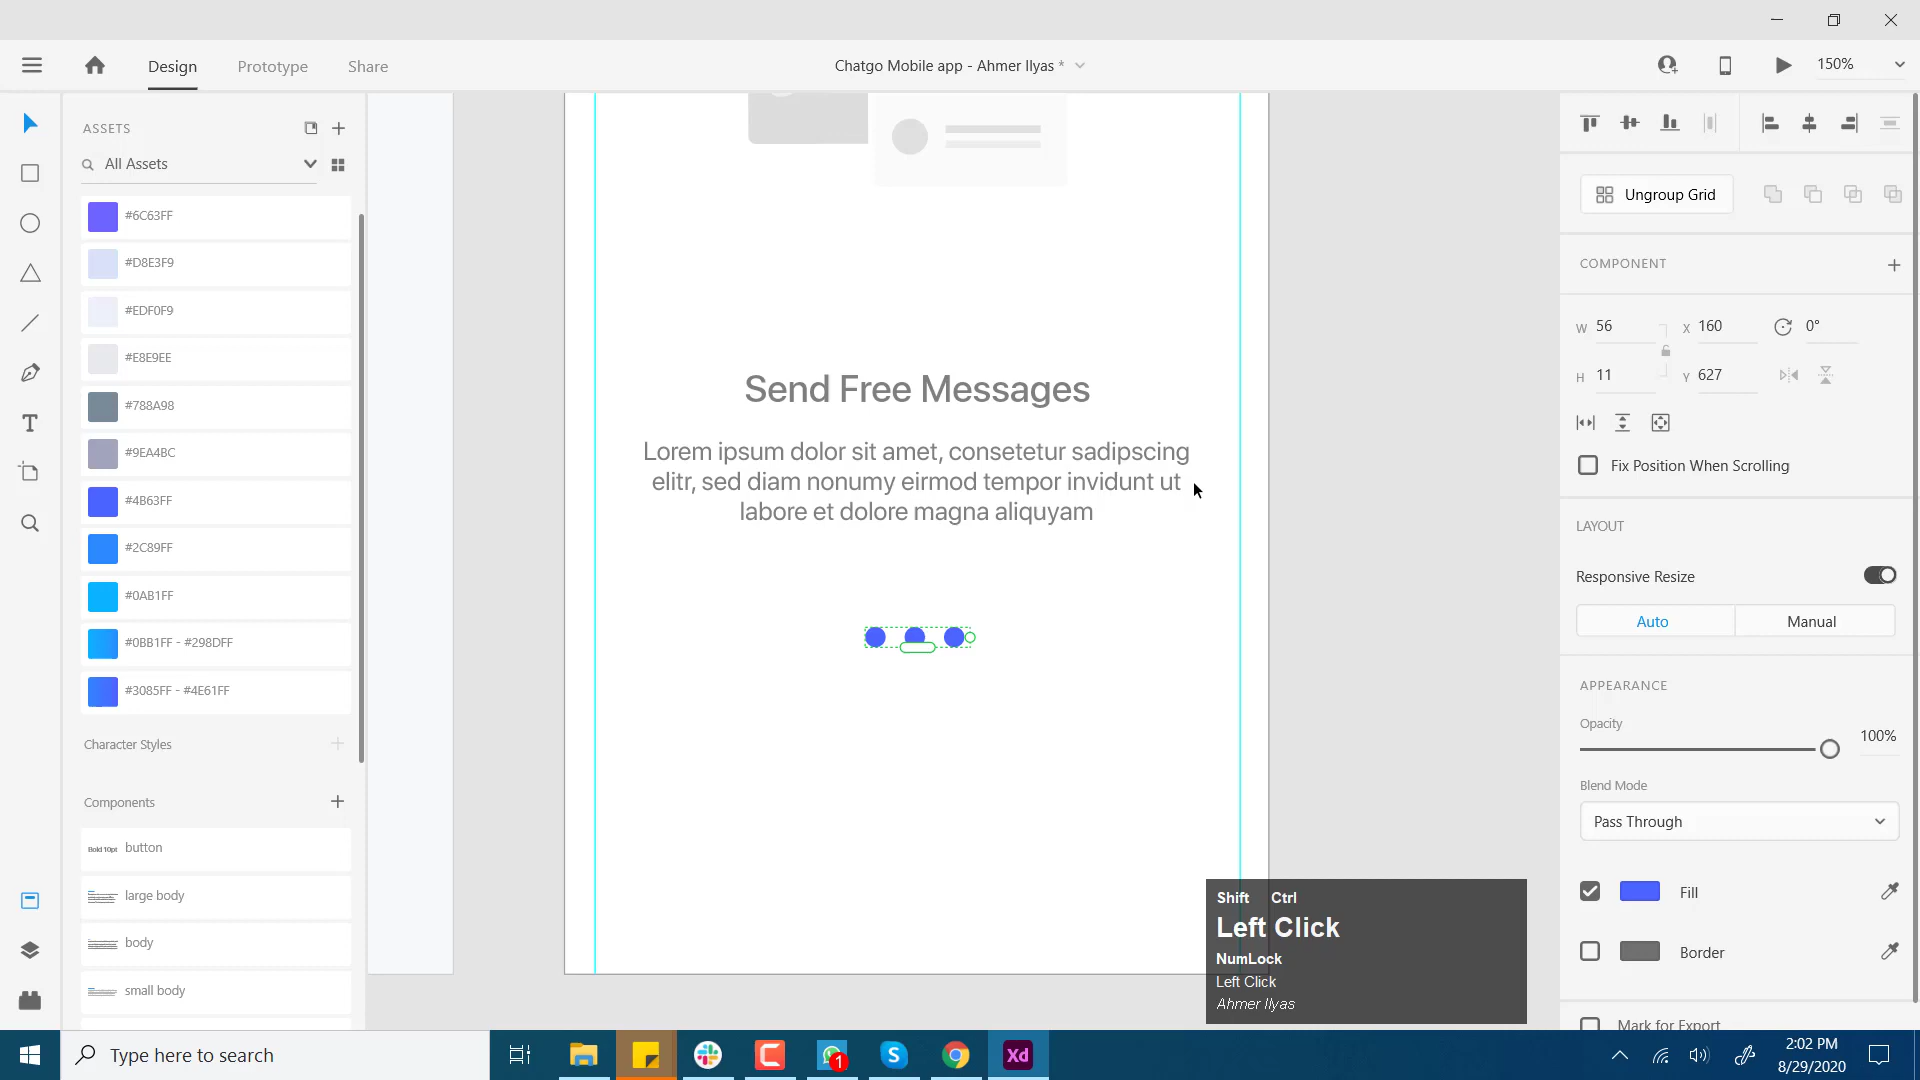 Design
Prototype
Share
Chatgo Mobile app - Ahmer Ilyas *
150%
ASSETS
All Assets
#6C63FF
#D8E3F9
#EDF0F9
#E8E9EE
#788A98
#9EA4BC
#4B63FF
#2C89FF
#0AB1FF
#0BB1FF - #298DFF
#3085FF - #4E61FF
Character Styles
Components
Bold 10pt button
large body
body
small body
Send Free Messages
Lorem ipsum dolor sit amet, consetetur sadipscing
elitr, sed diam nonumy eirmod tempor invidunt ut
labore et dolore magna aliquyam
Shift Ctrl
Left Click
NumLock
Left Click
Ahmer Ilyas
Ungroup Grid
COMPONENT
W 56
X 160
0°
H 11
Y 627
Fix Position When Scrolling
LAYOUT
Responsive Resize
Auto
Manual
APPEARANCE
Opacity
100%
Blend Mode
Pass Through
Fill
Border
Mark for Export
Type here to search
1
S
Xd
2:02 PM
8/29/2020